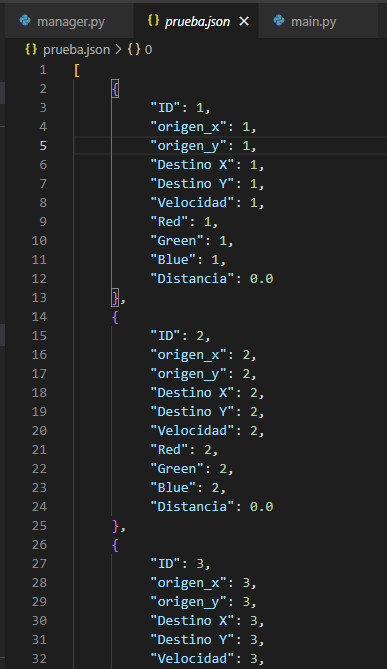 manager.py
prueba.json
main.py
prueba.json > {} 0
1 [
2 {
3 "ID": 1,
4 "origen_x": 1,
5 "origen_y": 1,
6 "Destino X": 1,
7 "Destino Y": 1,
8 "Velocidad": 1,
9 "Red": 1,
10 "Green": 1,
11 "Blue": 1,
12 "Distancia": 0.0
13 },
14 {
15 "ID": 2,
16 "origen_x": 2,
17 "origen_y": 2,
18 "Destino X": 2,
19 "Destino Y": 2,
20 "Velocidad": 2,
21 "Red": 2,
22 "Green": 2,
23 "Blue": 2,
24 "Distancia": 0.0
25 },
26 {
27 "ID": 3,
28 "origen_x": 3,
29 "origen_y": 3,
30 "Destino X": 3,
31 "Destino Y": 3,
32 "Velocidad": 3,